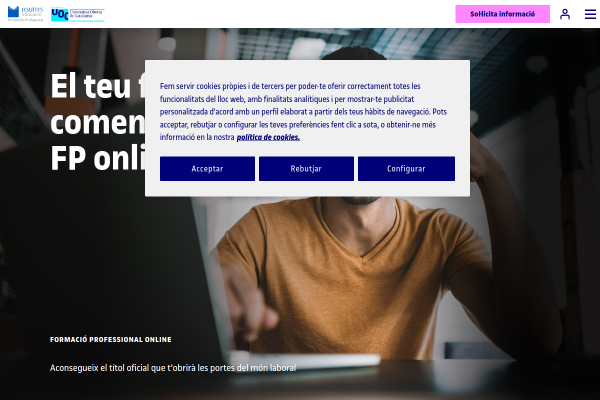 jesuïtes
educació
UOC
Universitat Oberta
de Catalunya
Sol·licita informació
El teu
comen
FP onli
Fem servir cookies pròpies i de tercers per poder-te oferir correctament totes les
funcionalitats del lloc web, amb finalitats analítiques i per mostrar-te publicitat
personalitzada d'acord amb un perfil elaborat a partir dels teus hàbits de navegació. Pots
acceptar, rebutjar o configurar les teves preferències fent clic a sota, o obtenir-ne més
informació en la nostra política de cookies.
Acceptar
Rebutjar
Configurar
FORMACIÓ PROFESSIONAL ONLINE
Aconsegueix el títol oficial que t'obrirà les portes del món laboral